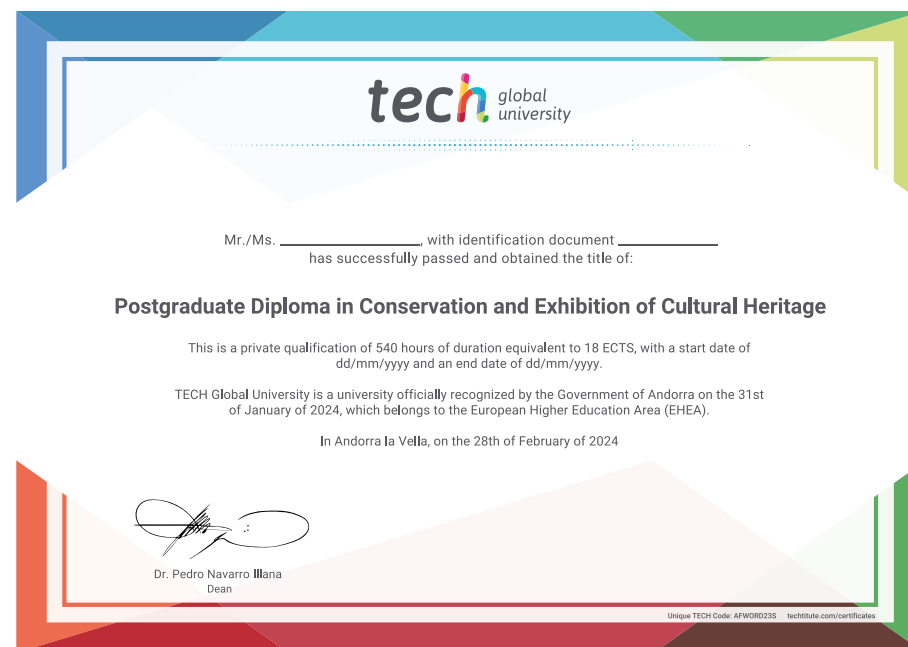 tech global university
Mr./Ms. ____________________, with identification document ______________
has successfully passed and obtained the title of:
Postgraduate Diploma in Conservation and Exhibition of Cultural Heritage
This is a private qualification of 540 hours of duration equivalent to 18 ECTS, with a start date of
dd/mm/yyyy and an end date of dd/mm/yyyy.
TECH Global University is a university officially recognized by the Government of Andorra on the 31st
of January of 2024, which belongs to the European Higher Education Area (EHEA).
In Andorra la Vella, on the 28th of February of 2024
Dr. Pedro Navarro Illana
Dean
Unique TECH Code: AFWORD23S techtitute.com/certificates